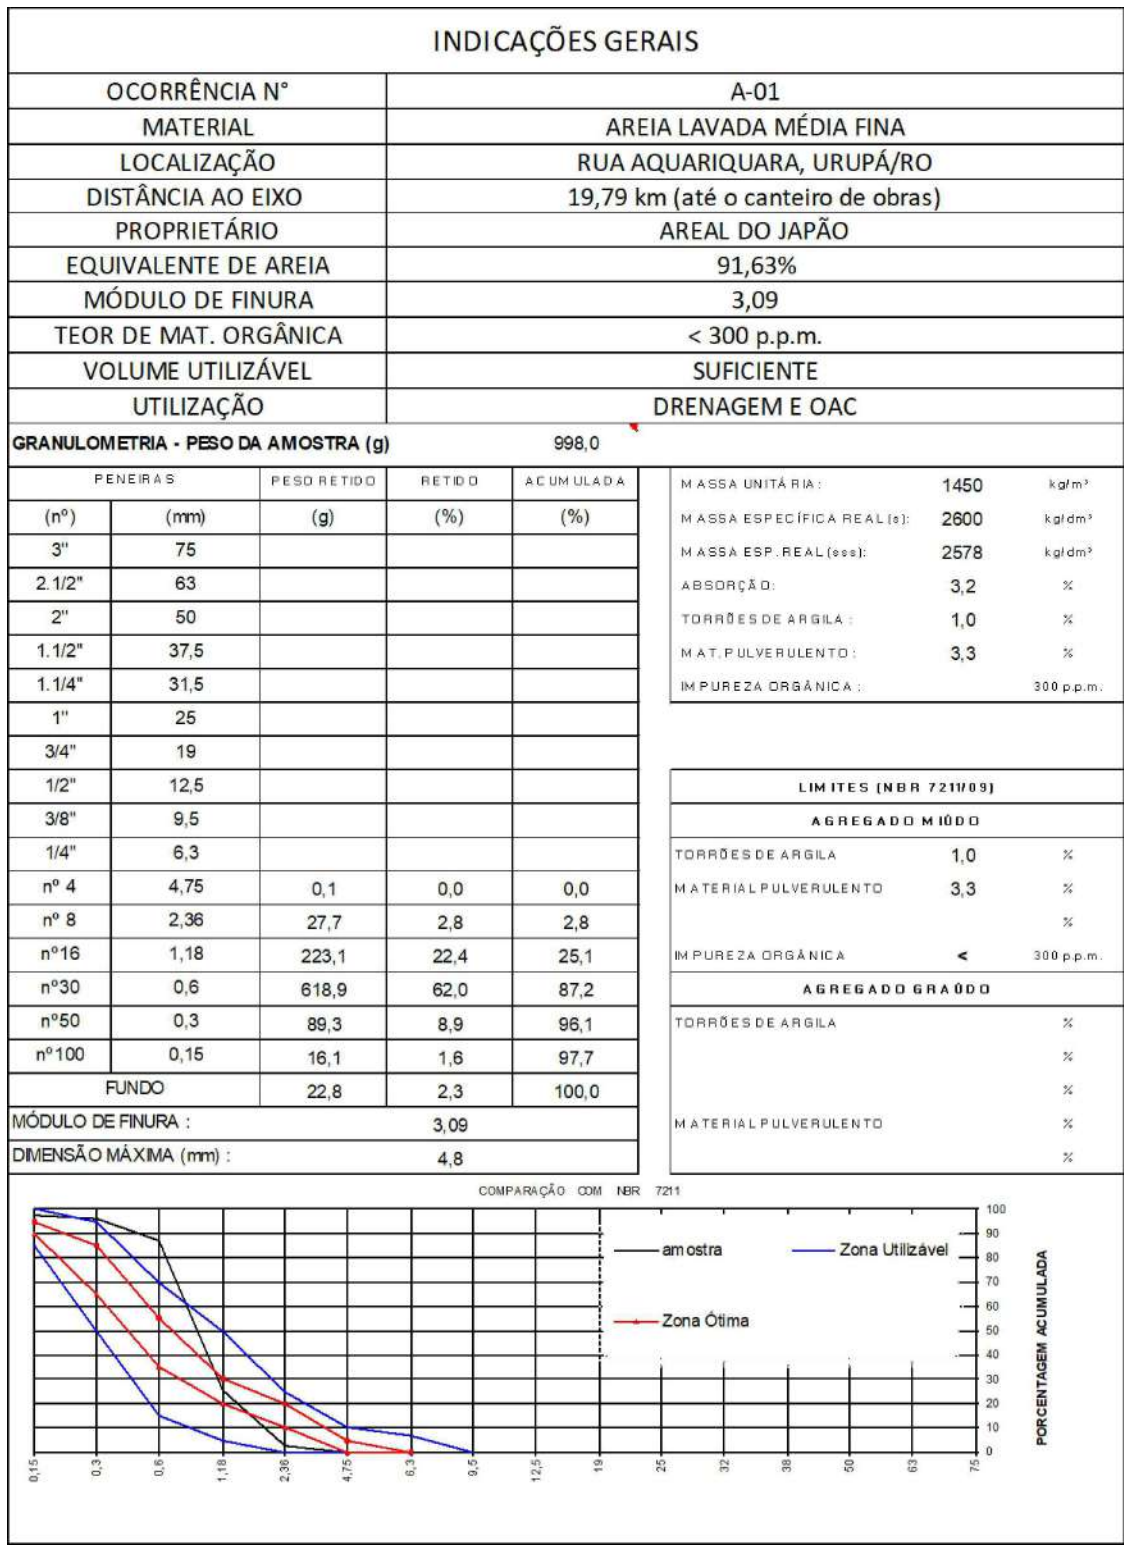 INDICAÇÕES GERAIS
OCORRÊNCIA N° A-01
MATERIAL AREIA LAVADA MÉDIA FINA
LOCALIZAÇÃO RUA AQUARIQUARA, URUPÁ/RO
DISTÂNCIA AO EIXO 19,79 km (até o canteiro de obras)
PROPRIETÁRIO AREAL DO JAPÃO
EQUIVALENTE DE AREIA 91,63%
MÓDULO DE FINURA 3,09
TEOR DE MAT. ORGÂNICA < 300 p.p.m.
VOLUME UTILIZÁVEL SUFICIENTE
UTILIZAÇÃO DRENAGEM E OAC
GRANULOMETRIA - PESO DA AMOSTRA (g) 998,0
PENEIRAS PESO RETIDO RETIDO ACUMULADA
(nº) (mm) (g) (%) (%)
3" 75
2.1/2" 63
2" 50
1.1/2" 37,5
1.1/4" 31,5
1" 25
3/4" 19
1/2" 12,5
3/8" 9,5
1/4" 6,3
nº 4 4,75 0,1 0,0 0,0
nº 8 2,36 27,7 2,8 2,8
nº16 1,18 223,1 22,4 25,1
nº30 0,6 618,9 62,0 87,2
nº50 0,3 89,3 8,9 96,1
nº100 0,15 16,1 1,6 97,7
FUNDO 22,8 2,3 100,0
MÓDULO DE FINURA : 3,09
DIMENSÃO MÁXIMA (mm) : 4,8
MASSA UNITÁRIA: 1450 kg/m³
MASSA ESPECÍFICA REAL(s): 2600 kg/dm³
MASSA ESP.REAL(sss): 2578 kg/dm³
ABSORÇÃO: 3,2 %
TORRÕES DE ARGILA : 1,0 %
MAT.PULVERULENTO: 3,3 %
IMPUREZA ORGÂNICA : 300 p.p.m.
LIMITES (NBR 7211/09)
AGREGADO MIÚDO
TORRÕES DE ARGILA 1,0 %
MATERIAL PULVERULENTO 3,3 %
%
IMPUREZA ORGÂNICA < 300 p.p.m.
AGREGADO GRAÚDO
TORRÕES DE ARGILA %
%
%
MATERIAL PULVERULENTO %
%
COMPARAÇÃO COM NBR 7211
amostra
Zona Utilizável
Zona Ótima
100
90
80
70
60
50
40
30
20
10
0
PORCENTAGEM ACUMULADA
0,15 0,3 0,6 1,18 2,36 4,75 6,3 9,5 12,5 19 25 32 38 50 63 75